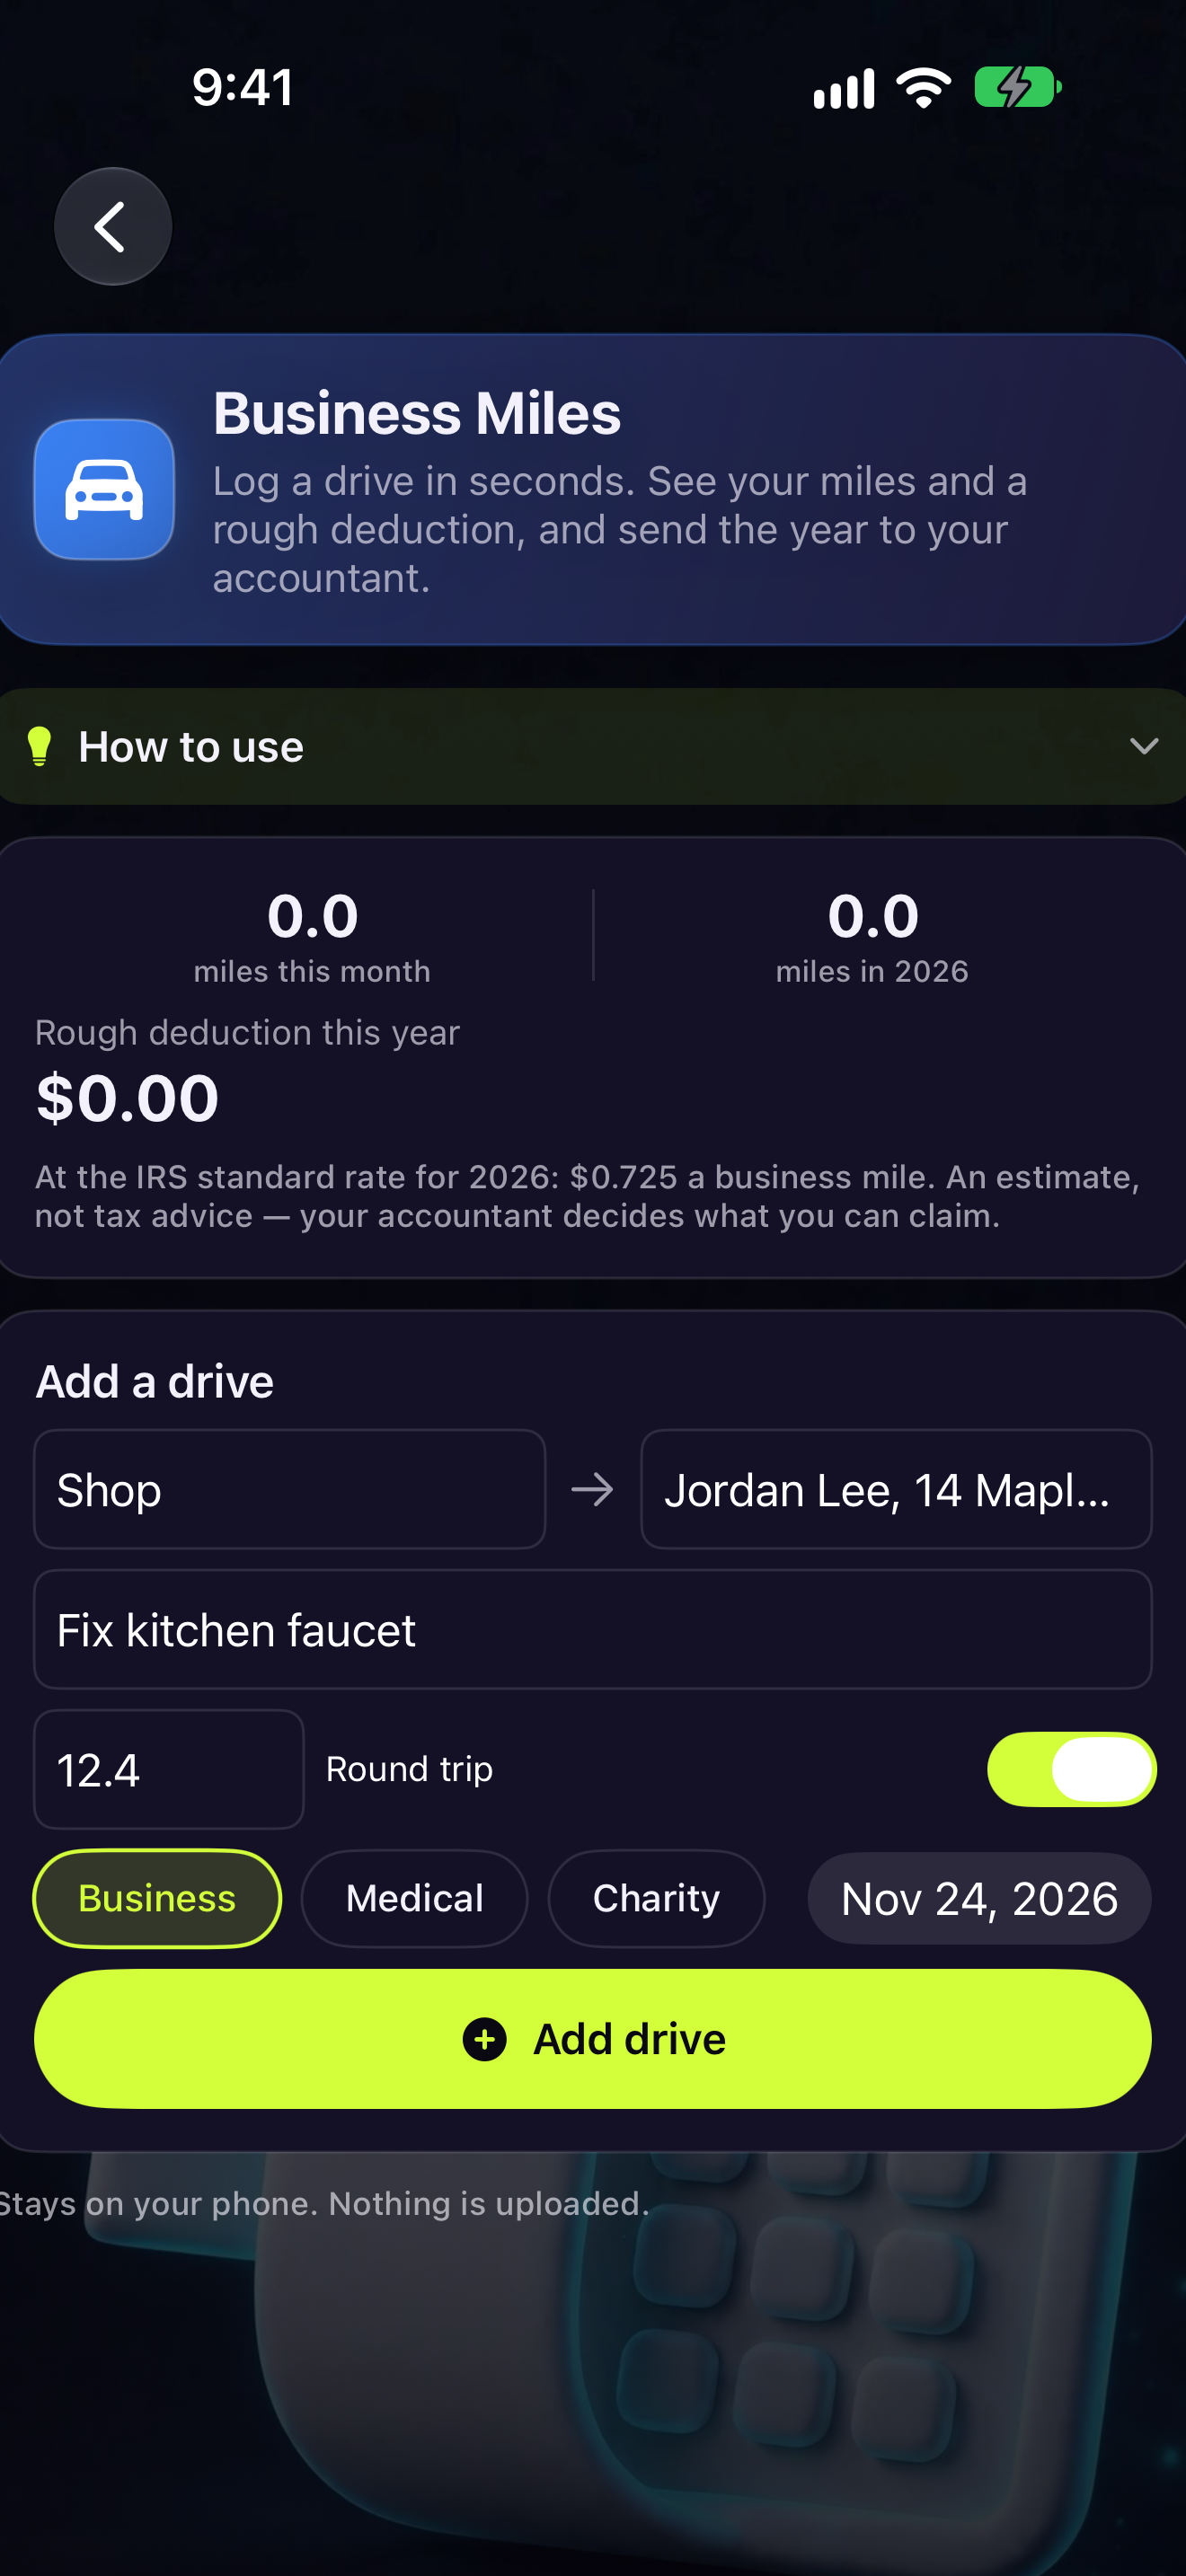 9:41
Business Miles
Log a drive in seconds. See your miles and a
rough deduction, and send the year to your
accountant.
How to use
0.0
miles this month
0.0
miles in 2026
Rough deduction this year
$0.00
At the IRS standard rate for 2026: $0.725 a business mile. An estimate,
not tax advice — your accountant decides what you can claim.
Add a drive
Shop → Jordan Lee, 14 Mapl...
Fix kitchen faucet
12.4 Round trip
Business Medical Charity Nov 24, 2026
Add drive
Stays on your phone. Nothing is uploaded.